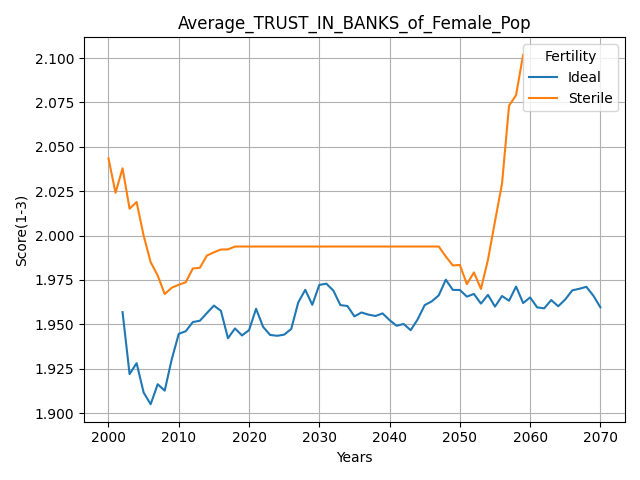 Average_TRUST_IN_BANKS_of_Female_Pop
Fertility
Ideal
Sterile
Score(1-3)
2.100
2.075
2.050
2.025
2.000
1.975
1.950
1.925
1.900
2000 2010 2020 2030 2040 2050 2060 2070
Years